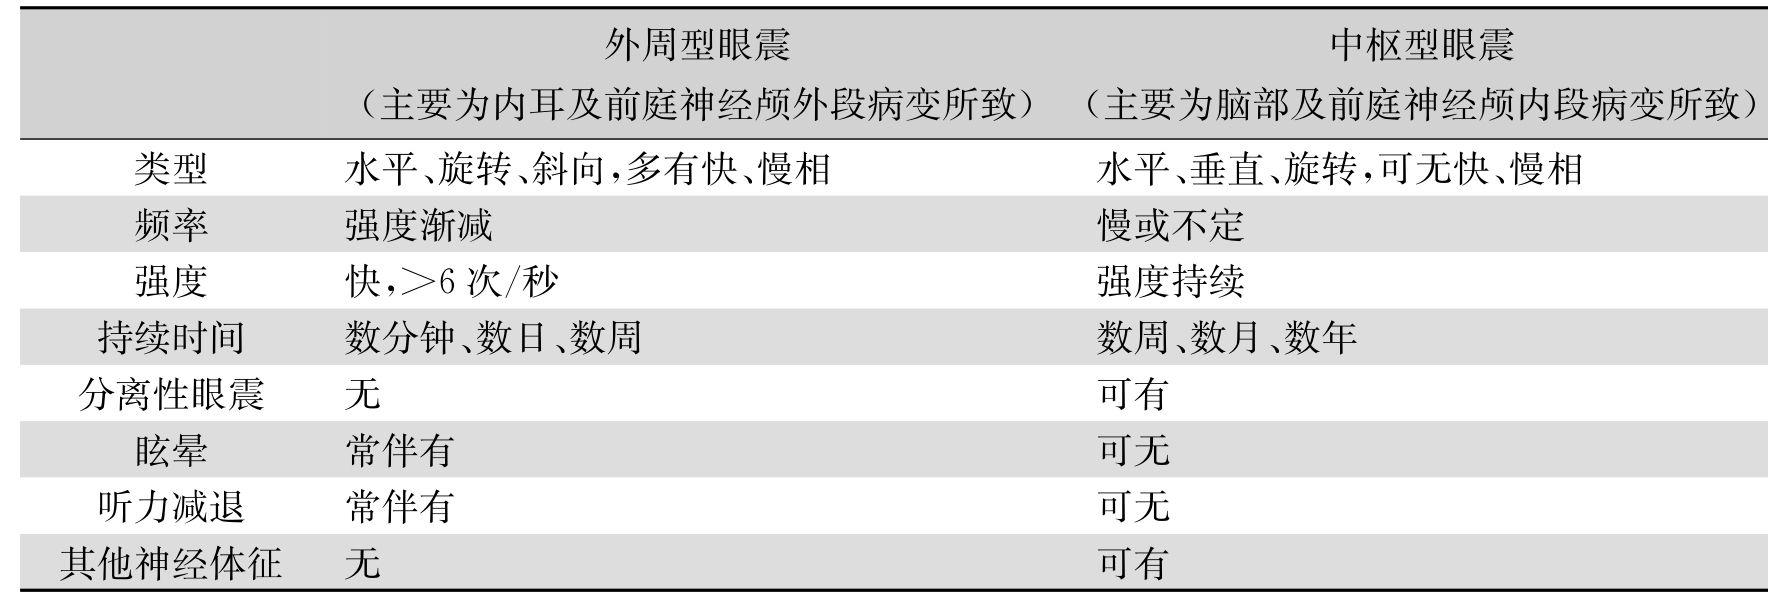 外周型眼震 中枢型眼震
（主要为内耳及前庭神经颅外段病变所致） （主要为脑部及前庭神经颅内段病变所致）
类型 水平、旋转、斜向，多有快、慢相 水平、垂直、旋转，可无快、慢相
频率 强度渐减 慢或不定
强度 快，＞6 次/秒 强度持续
持续时间 数分钟、数日、数周 数周、数月、数年
分离性眼震 无 可有
眩晕 常伴有 可无
听力减退 常伴有 可无
其他神经体征 无 可有